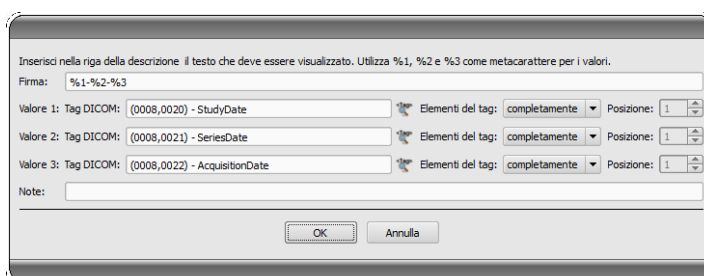 Inserisci nella riga della descrizione il testo che deve essere visualizzato. Utilizza %1, %2 e %3 come metacarattere per i valori.
Firma: %1-%2-%3
Valore 1: Tag DICOM: (0008,0020) - StudyDate Elementi del tag: completamente Posizione: 1
Valore 2: Tag DICOM: (0008,0021) - SeriesDate Elementi del tag: completamente Posizione: 1
Valore 3: Tag DICOM: (0008,0022) - AcquisitionDate Elementi del tag: completamente Posizione: 1
Note:
OK Annulla